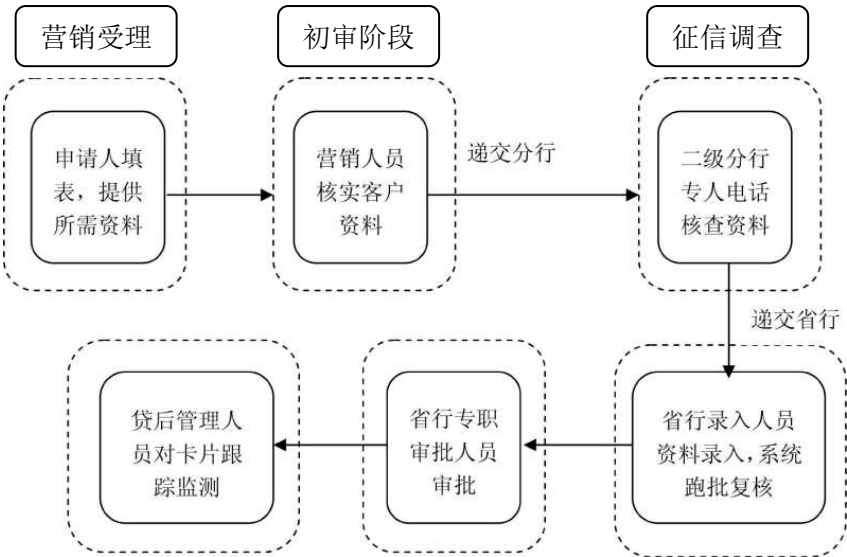 营销受理
初审阶段
征信调查
申请人填
表，提供
所需资料
营销人员
核实客户
资料
递交分行
二级分行
专人电话
核查资料
递交省行
省行录入人员
资料录入,系统
跑批复核
省行专职
审批人员
审批
贷后管理人
员对卡片跟
踪监测